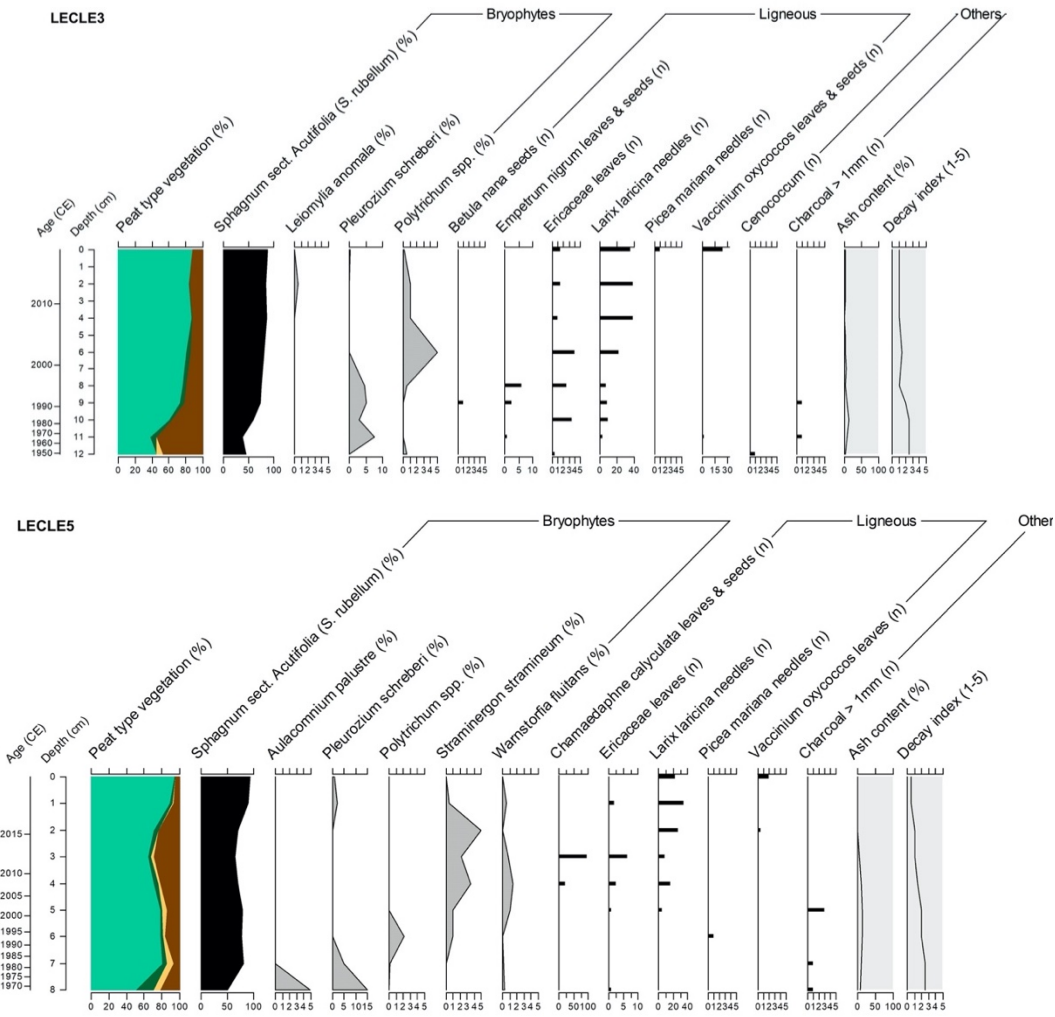 LECLE3
Bryophytes
Ligneous
Others
Age (CE)
Depth (cm)
Peat type vegetation (%)
Sphagnum sect. Acutifolia (S. rubellum) (%)
Leiomylia anomala (%)
Pleurozium schreberi (%)
Polytrichum spp. (%)
Betula nana seeds (n)
Empetrum nigrum leaves & seeds (n)
Ericaceae leaves (n)
Larix laricina needles (n)
Picea mariana needles (n)
Vaccinium oxycoccos leaves & seeds (n)
Cenococcum (n)
Charcoal > 1mm (n)
Ash content (%)
Decay index (1-5)
2010
2000
1990
1980
1970
1960
1950
0
1
2
3
4
5
6
7
8
9
10
11
12
0 20 40 60 80 100
0 50 100
0 1 2 3 4 5
0 5 10
0 1 2 3 4 5
0 1 2 3 4 5
0 5 10
0 1 2 3 4 5
0 20 40
0 1 2 3 4 5
0 15 30
0 1 2 3 4 5
0 1 2 3 4 5
0 50 100
0 1 2 3 4 5
LECLE5
Bryophytes
Ligneous
Other
Age (CE)
Depth (cm)
Peat type vegetation (%)
Sphagnum sect. Acutifolia (S. rubellum) (%)
Aulacomnium palustre (%)
Pleurozium schreberi (%)
Polytrichum spp. (%)
Straminergon stramineum (%)
Warnstorfia fluitans (%)
Chamaedaphne calyculata leaves & seeds (n)
Ericaceae leaves (n)
Larix laricina needles (n)
Picea mariana needles (n)
Vaccinium oxycoccos leaves (n)
Charcoal > 1mm (n)
Ash content (%)
Decay index (1-5)
2015
2010
2005
2000
1995
1990
1985
1980
1975
1970
0
1
2
3
4
5
6
7
8
0 20 40 60 80 100
0 50 100
0 1 2 3 4 5
0 5 10 15
0 1 2 3 4 5
0 1 2 3 4 5
0 1 2 3 4 5
0 50 100
0 5 10
0 20 40
0 1 2 3 4 5
0 1 2 3 4 5
0 1 2 3 4 5
0 50 100
0 1 2 3 4 5